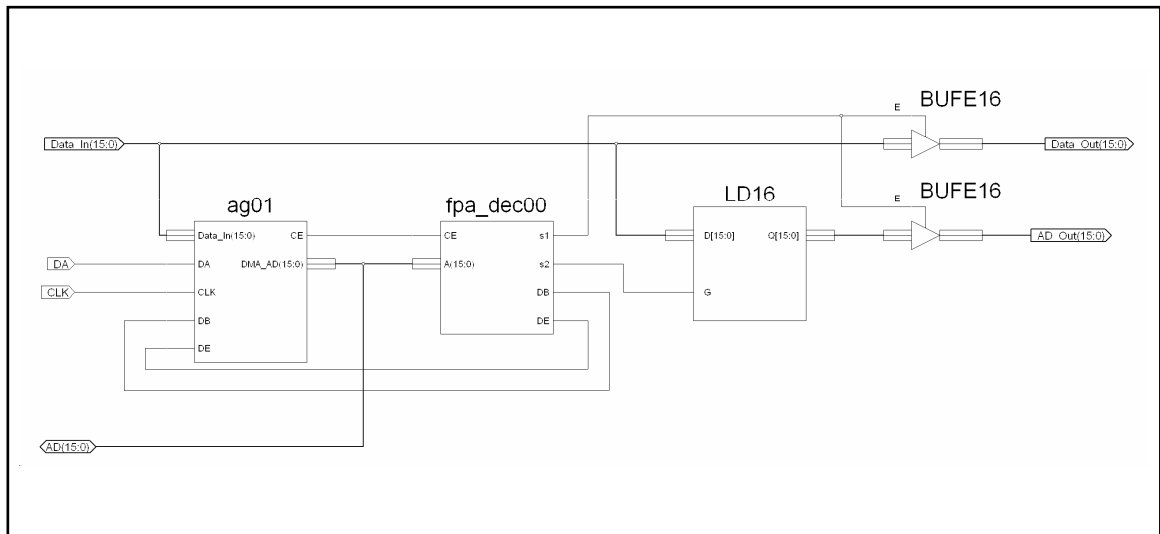 BUFE16
E
Data_In(15:0)
Data_Out(15:0)
ag01
fpa_dec00
LD16
BUFE16
E
Data_In(15:0)
CE
CE
s1
D[15:0]
Q[15:0]
AD_Out(15:0)
DA
DA
DMA_AD(15:0)
A(15:0)
s2
CLK
CLK
DB
G
DB
DE
DE
AD(15:0)